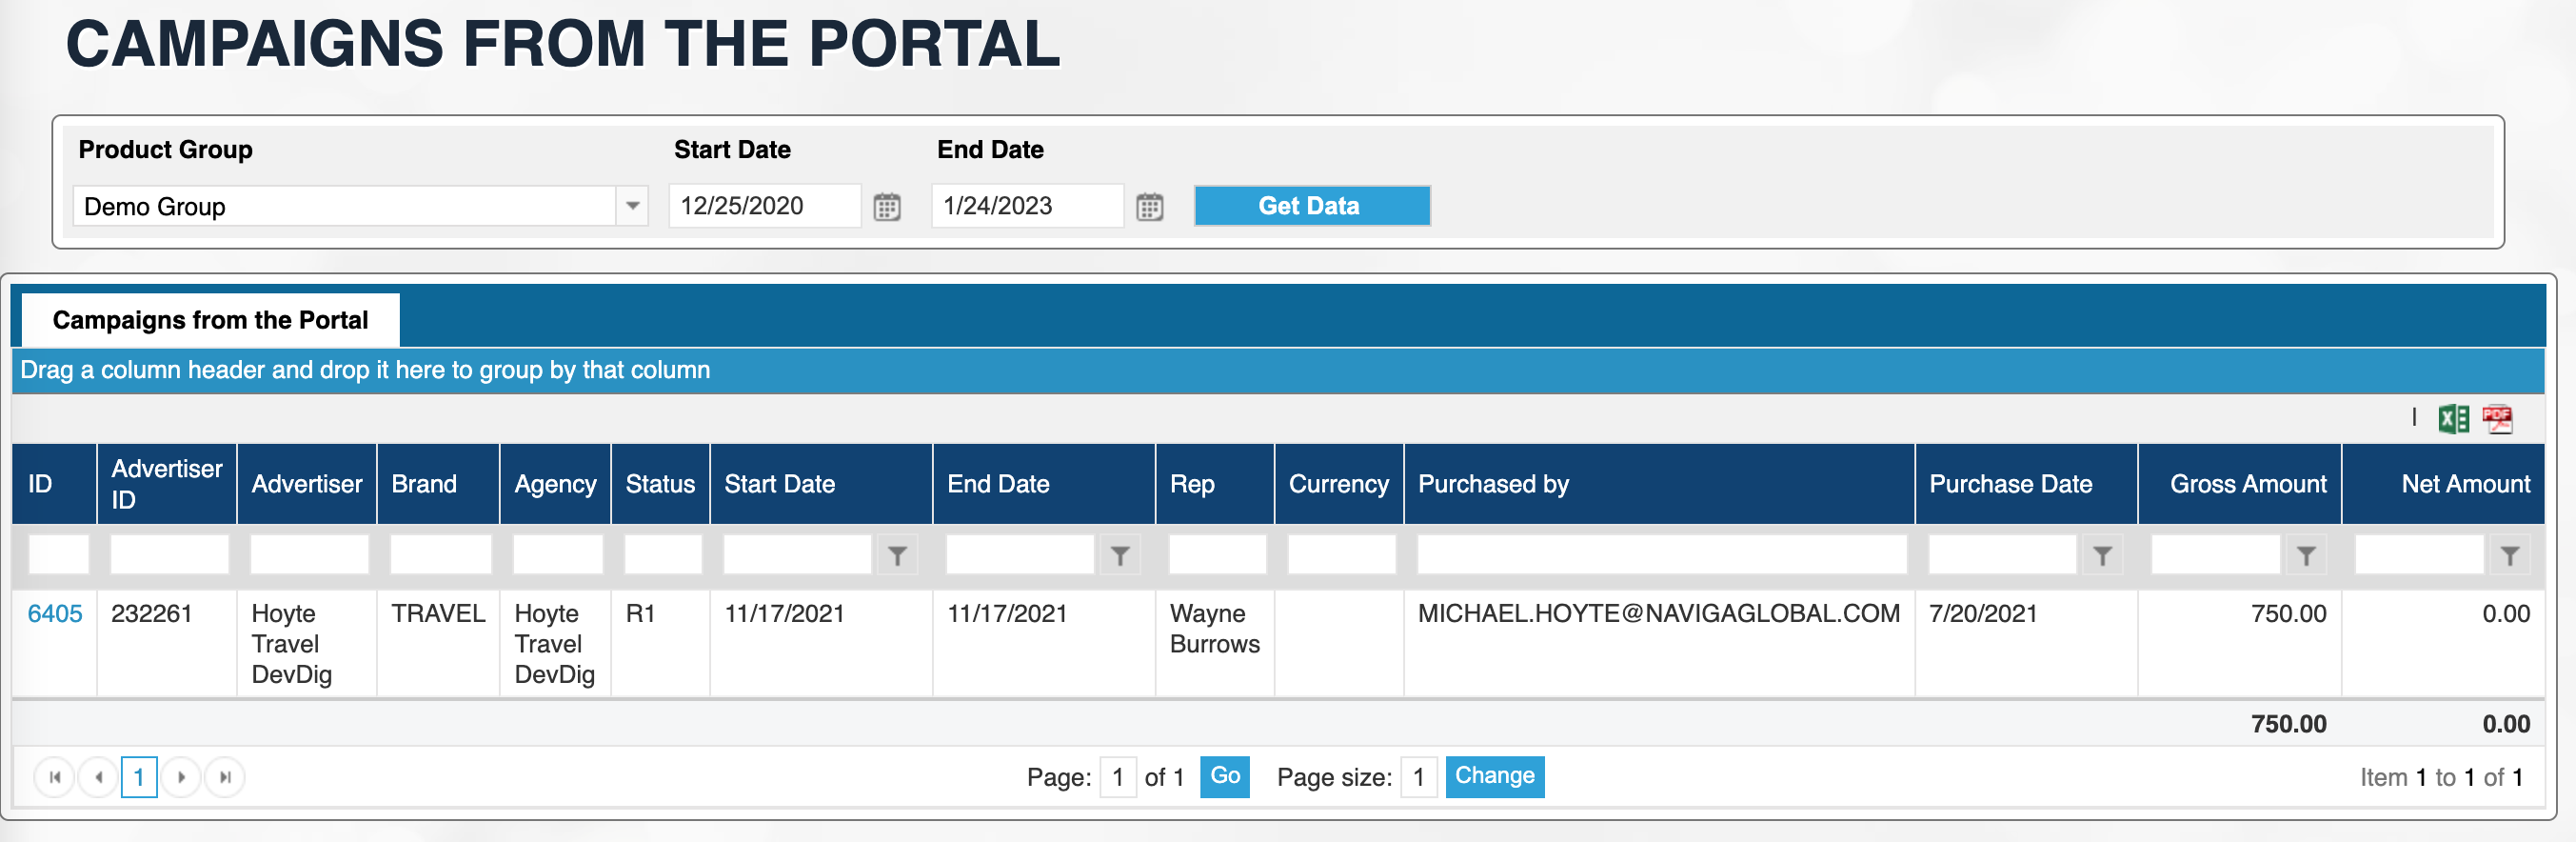 CAMPAIGNS FROM THE PORTAL
Product Group
Start Date
End Date
Demo Group
12/25/2020
1/24/2023
Get Data
Campaigns from the Portal
Drag a column header and drop it here to group by that column
|
PDF
ID
Advertiser
ID
Advertiser
Brand
Agency
Status
Start Date
End Date
Rep
Currency
Purchased by
Purchase Date
Gross Amount
Net Amount
6405
232261
Hoyte
Travel
DevDig
TRAVEL
Hoyte
Travel
DevDig
R1
11/17/2021
11/17/2021
Wayne
Burrows
MICHAEL.HOYTE@NAVIGAGLOBAL.COM
7/20/2021
750.00
0.00
750.00
0.00
1
Page: 1 of 1 Go
Page size: 1 Change
Item 1 to 1 of 1